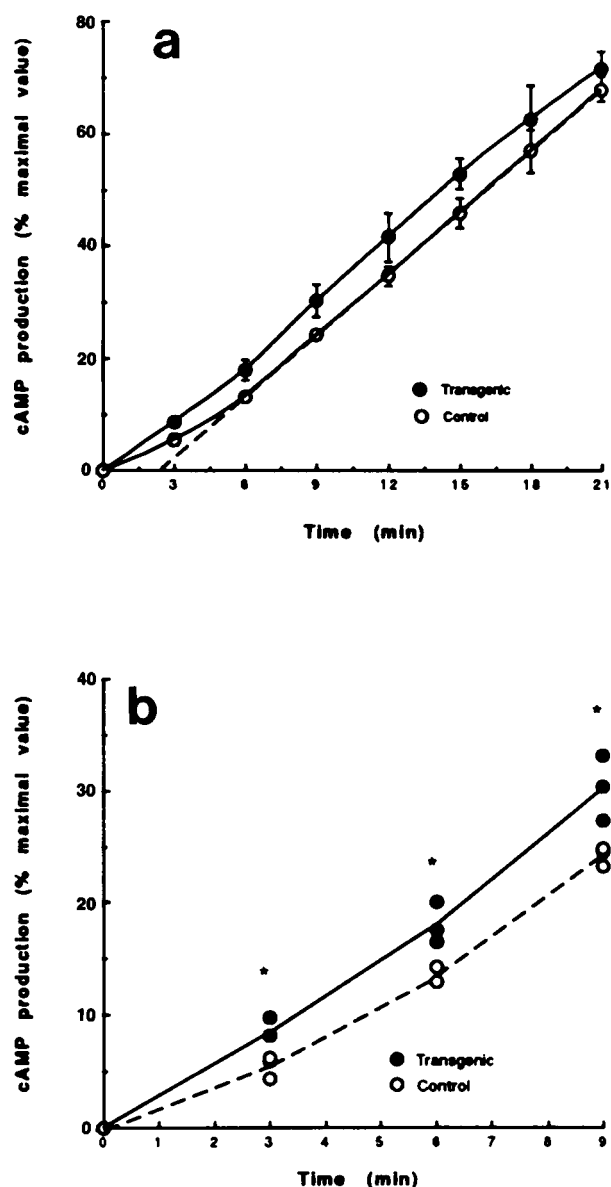 a
cAMP production (% maximal value)
80
60
40
20
0
Transgenic
Control
0 3 6 9 12 15 18 21
Time (min)
b
cAMP production (% maximal value)
40
30
20
10
0
* * *
Transgenic
Control
0 1 2 3 4 5 6 7 8 9
Time (min)